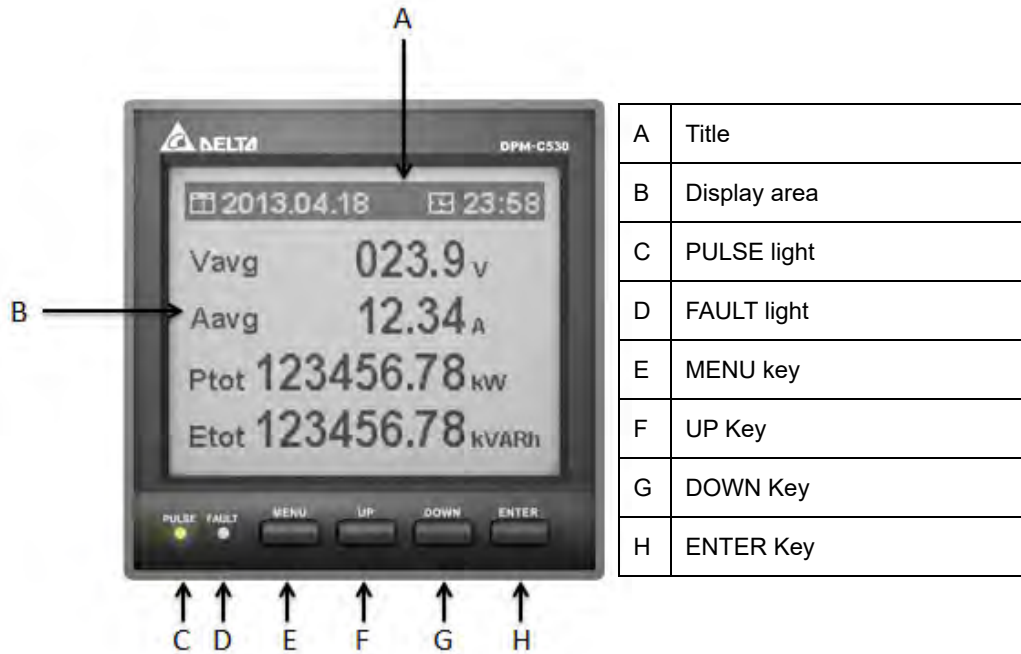 A
DELTA
DPM-C530
2013.04.18 23:58
Vavg 023.9 V
Aavg 12.34 A
Ptot 123456.78 kW
Etot 123456.78 kVARh
B
PULSE FAULT MENU UP DOWN ENTER
C D E F G H
A Title
B Display area
C PULSE light
D FAULT light
E MENU key
F UP Key
G DOWN Key
H ENTER Key